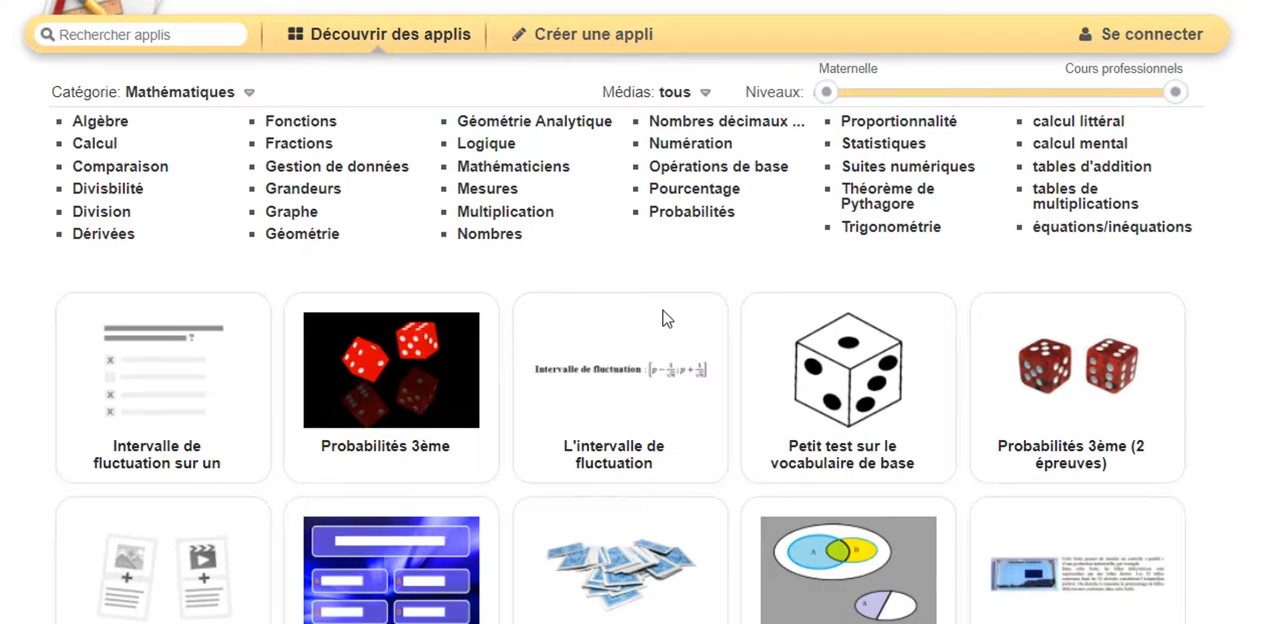 Rechercher applis
Découvrir des applis
Créer une appli
Se connecter
Maternelle
Cours professionnels
Catégorie: Mathématiques
Médias: tous
Niveaux:
Algèbre
Calcul
Comparaison
Divisbilité
Division
Dérivées
Fonctions
Fractions
Gestion de données
Grandeurs
Graphe
Géométrie
Géométrie Analytique
Logique
Mathématiciens
Mesures
Multiplication
Nombres
Nombres décimaux ...
Numération
Opérations de base
Pourcentage
Probabilités
Proportionnalité
Statistiques
Suites numériques
Théorème de
Pythagore
Trigonométrie
calcul littéral
calcul mental
tables d'addition
tables de
multiplications
équations/inéquations
Intervalle de
fluctuation sur un
Probabilités 3ème
Intervalle de fluctuation :
L'intervalle de
fluctuation
Petit test sur le
vocabulaire de base
Probabilités 3ème (2
épreuves)
A
B
A